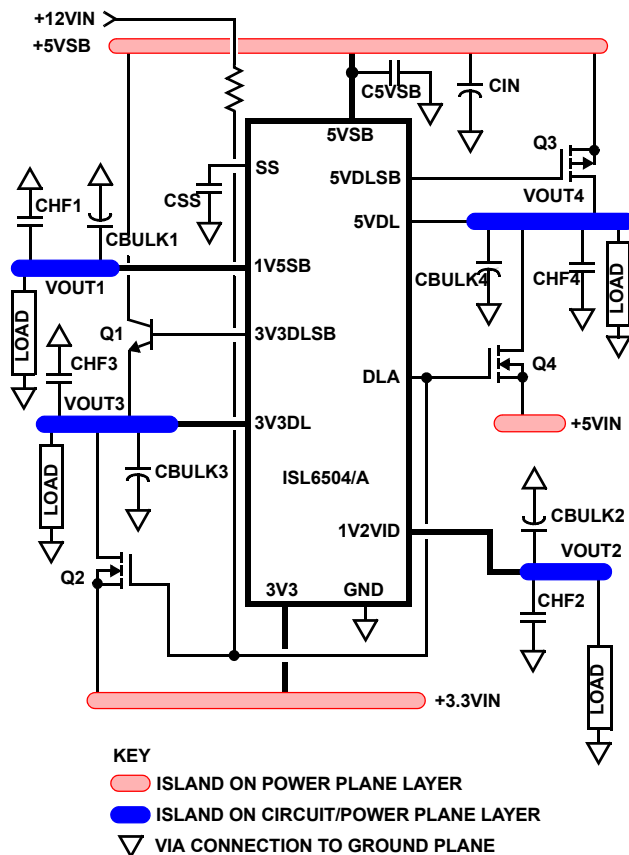 +12VIN
+5VSB
C5VSB
CIN
5VSB
Q3
SS
5VDLSB
CSS
VOUT4
CHF1
5VDL
CBULK1
1V5SB
VOUT1
CBULK4
CHF4
LOAD
LOAD
Q1
3V3DLSB
CHF3
Q4
DLA
VOUT3
3V3DL
+5VIN
CBULK3
LOAD
ISL6504/A
1V2VID
CBULK2
VOUT2
Q2
3V3
GND
CHF2
LOAD
+3.3VIN
KEY
ISLAND ON POWER PLANE LAYER
ISLAND ON CIRCUIT/POWER PLANE LAYER
VIA CONNECTION TO GROUND PLANE